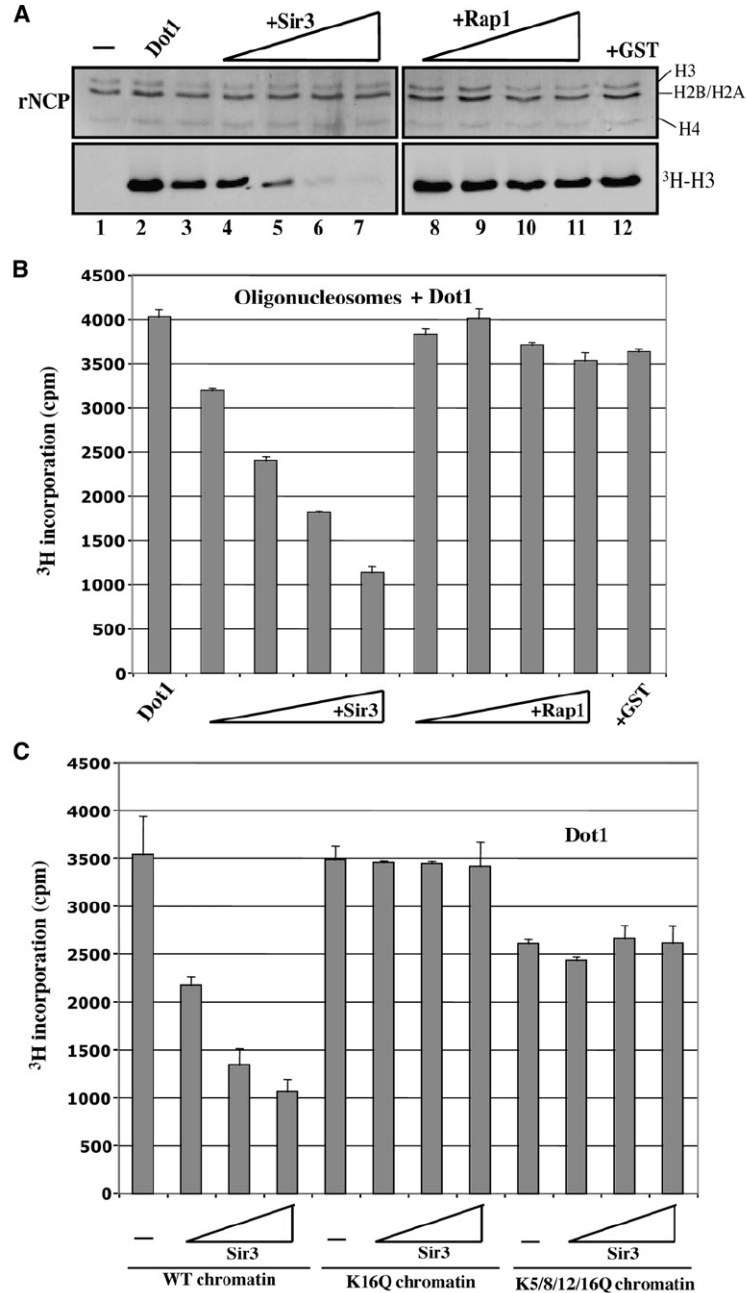 A
— Dot1 +Sir3 +Rap1 +GST
rNCP
H3
H2B/H2A
H4
³H-H3
1 2 3 4 5 6 7 8 9 10 11 12
B
Oligonucleosomes + Dot1
³H incorporation (cpm)
4500
4000
3500
3000
2500
2000
1500
1000
500
0
Dot1 +Sir3 +Rap1 +GST
C
Dot1
³H incorporation (cpm)
4500
4000
3500
3000
2500
2000
1500
1000
500
0
— Sir3 — Sir3 — Sir3
WT chromatin K16Q chromatin K5/8/12/16Q chromatin